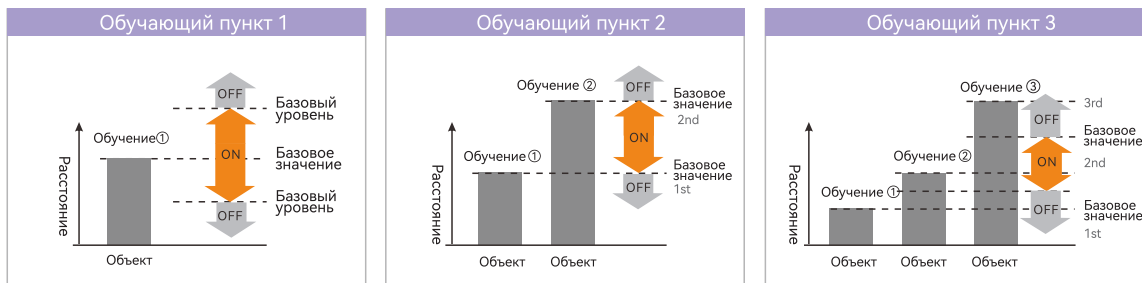 Обучающий пункт 1
OFF
Базовый
уровень
Обучение①
ON
Базовое
значение
Базовый
уровень
OFF
Расстояние
Объект
Обучающий пункт 2
Обучение ②
OFF
Базовое
значение
2nd
ON
Обучение ①
Базовое
значение
1st
OFF
Расстояние
Объект
Объект
Обучающий пункт 3
Обучение ③
3rd
OFF
Базовое
значение
Обучение ②
ON
2nd
Обучение ①
OFF
Базовое
значение
1st
Расстояние
Объект
Объект
Объект